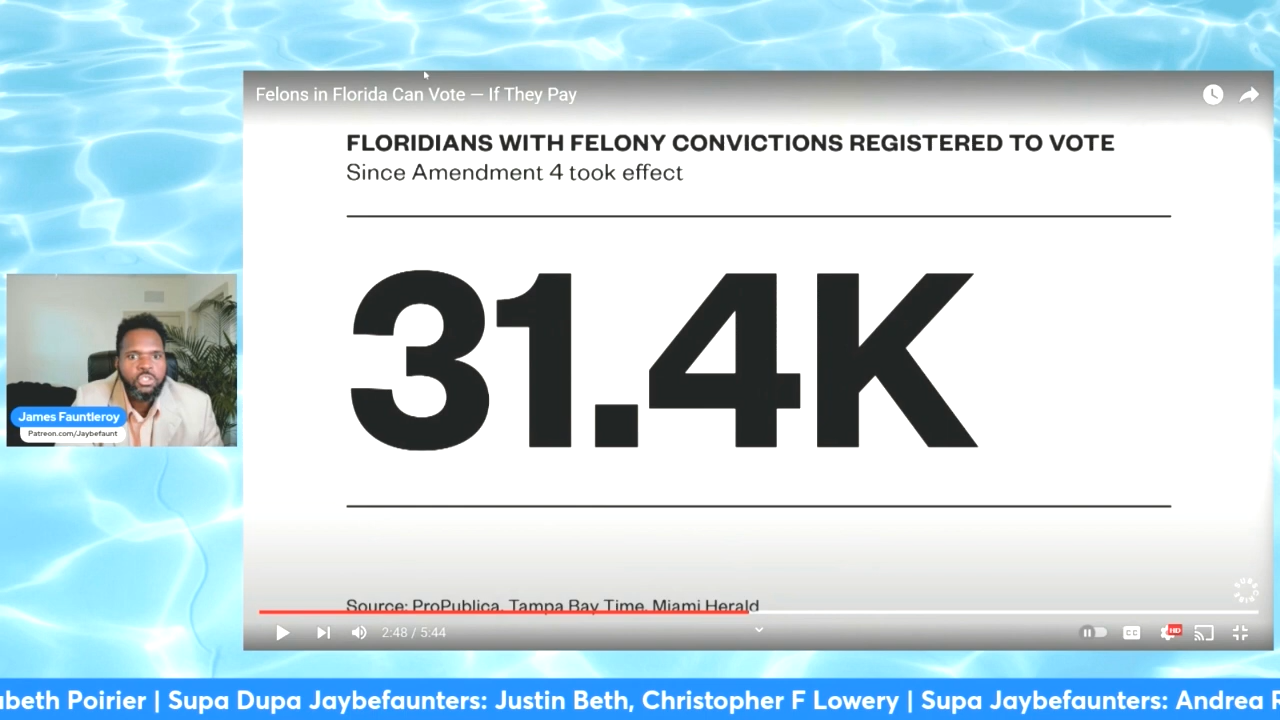 Felons in Florida Can Vote — If They Pay
FLORIDIANS WITH FELONY CONVICTIONS REGISTERED TO VOTE
Since Amendment 4 took effect
31.4K
James Fauntleroy
Patreon.com/Jaybefaunt
Source: ProPublica, Tampa Bay Time, Miami Herald
2:48 / 5:44
CC
HD
abeth Poirier | Supa Dupa Jaybefaunters: Justin Beth, Christopher F Lowery | Supa Jaybefaunters: Andrea